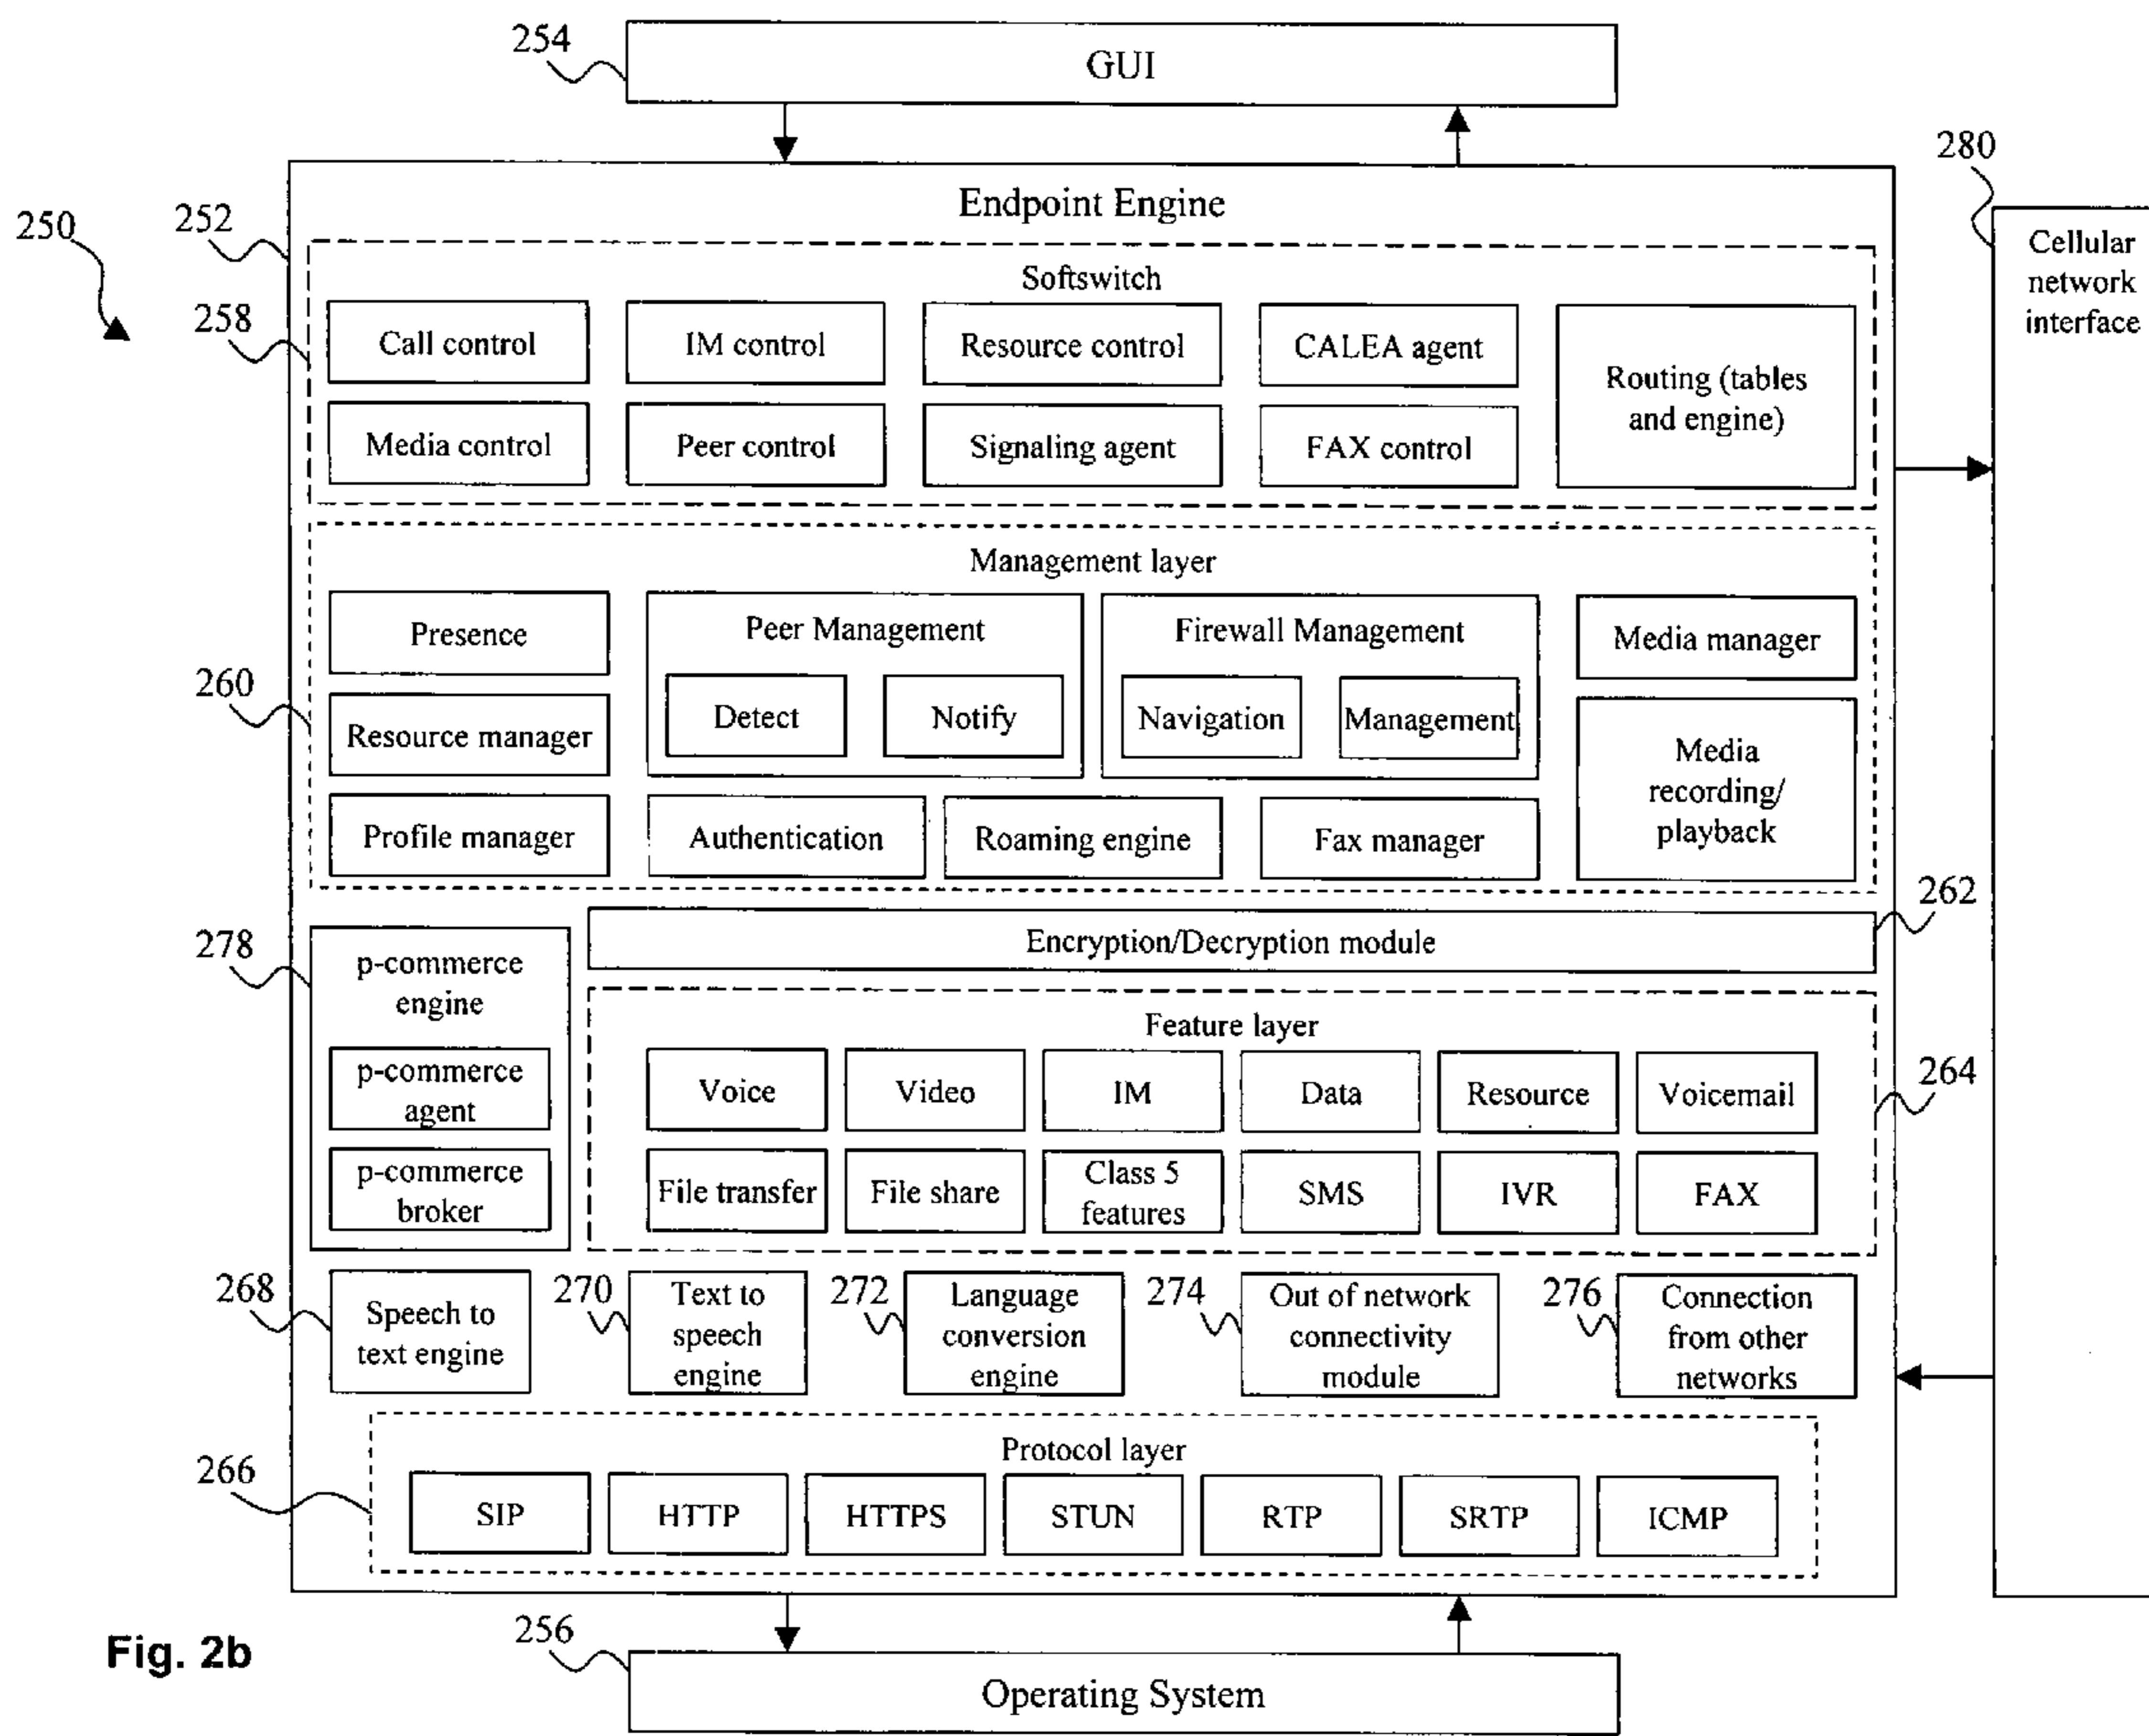 254
GUI
280
Cellular
network
interface
250
252
Endpoint Engine
Softswitch
258
Call control
IM control
Resource control
CALEA agent
Routing (tables
and engine)
Media control
Peer control
Signaling agent
FAX control
Management layer
260
Presence
Peer Management
Detect
Notify
Firewall Management
Navigation
Management
Media manager
Resource manager
Media
recording/
playback
Profile manager
Authentication
Roaming engine
Fax manager
262
Encryption/Decryption module
278
p-commerce
engine
p-commerce
agent
p-commerce
broker
Feature layer
264
Voice
Video
IM
Data
Resource
Voicemail
File transfer
File share
Class 5
features
SMS
IVR
FAX
268
Speech to
text engine
270
Text to
speech
engine
272
Language
conversion
engine
274
Out of network
connectivity
module
276
Connection
from other
networks
Protocol layer
266
SIP
HTTP
HTTPS
STUN
RTP
SRTP
ICMP
256
Operating System
Fig. 2b